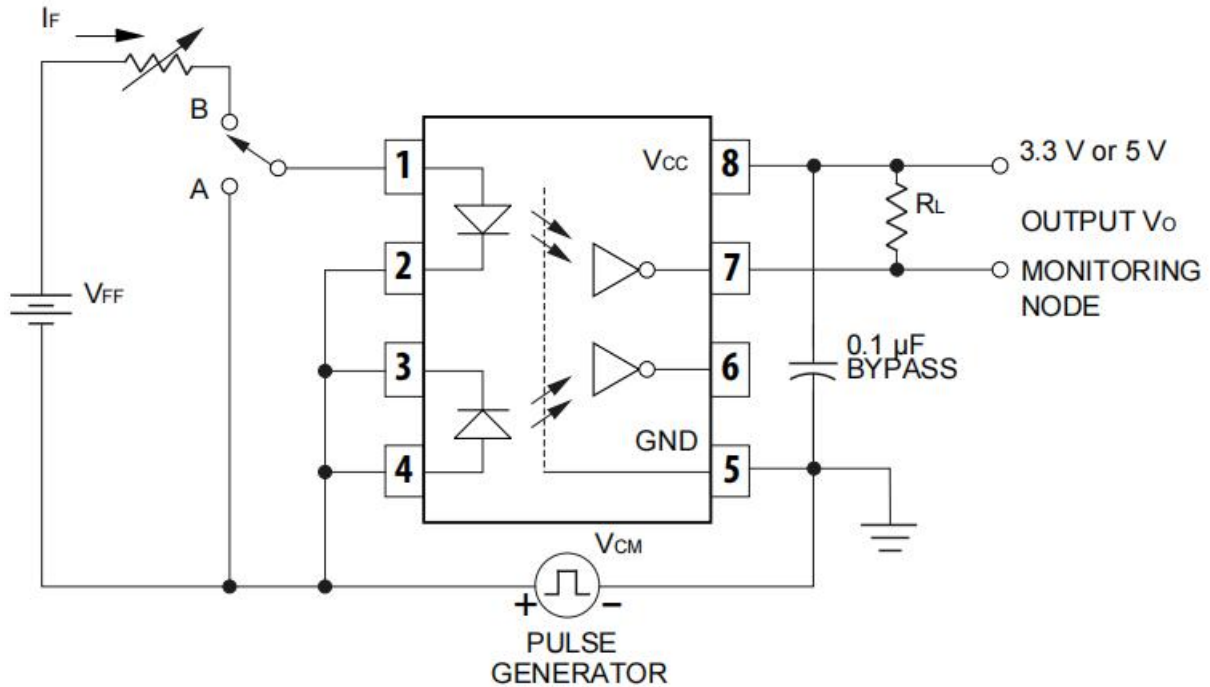 IF
B
A
VFF
1
2
3
4
VCC
8
7
6
GND
5
3.3 V or 5 V
RL
OUTPUT VO
MONITORING
NODE
0.1 µF
BYPASS
VCM
+
−
PULSE
GENERATOR